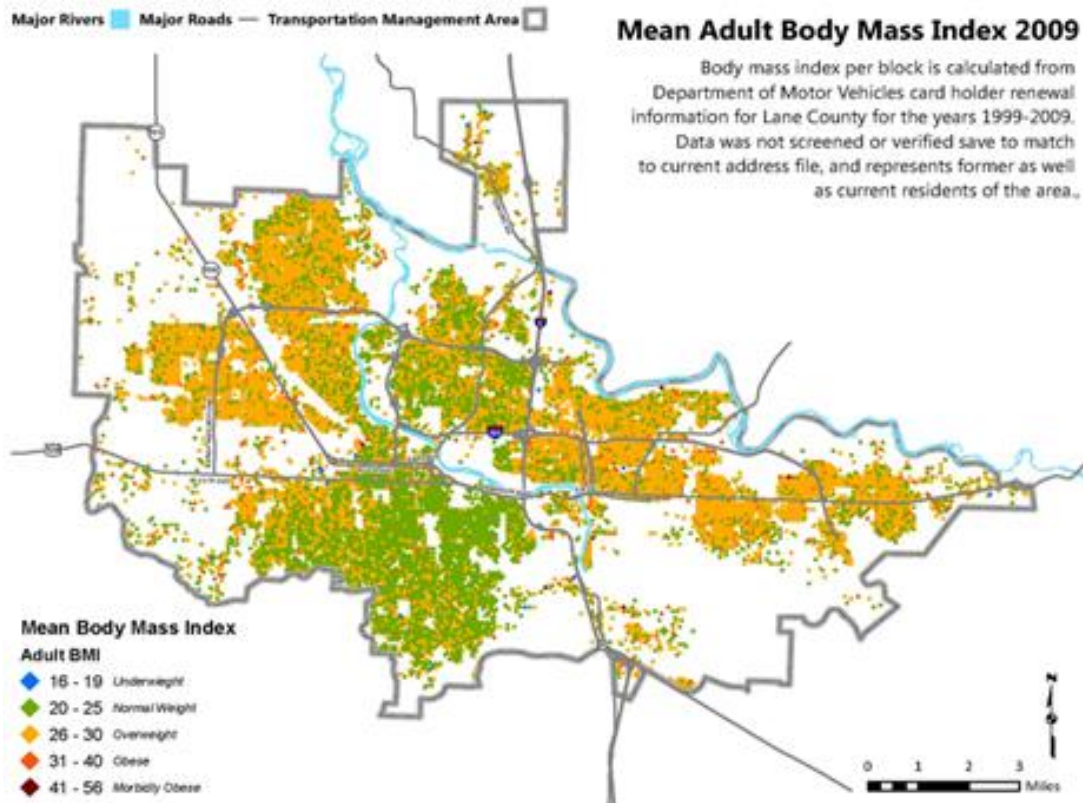 Major Rivers Major Roads Transportation Management Area
Mean Adult Body Mass Index 2009
Body mass index per block is calculated from
Department of Motor Vehicles card holder renewal
information for Lane County for the years 1999-2009.
Data was not screened or verified save to match
to current address file, and represents former as well
as current residents of the area.,
Mean Body Mass Index
Adult BMI
16 - 19 Underweight
20 - 25 Normal Weight
26 - 30 Overweight
31 - 40 Obese
41 - 56 Morbidly Obese
N
0 1 2 3
Miles